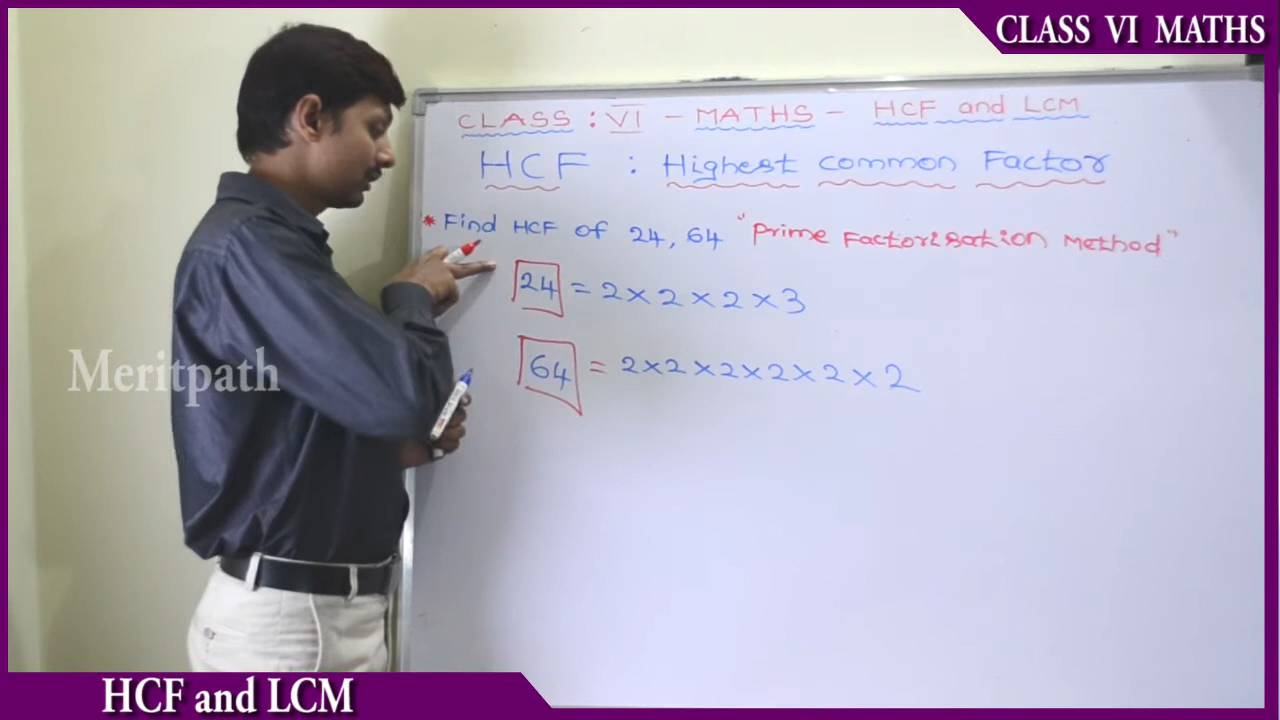 CLASS VI MATHS
CLASS : VI - MATHS - HCF and LCM
HCF : Highest common Factor
* Find HCF of 24, 64 "Prime Factorisation Method"
24 = 2 × 2 × 2 × 3
64 = 2 × 2 × 2 × 2 × 2 × 2
Meritpath
HCF and LCM